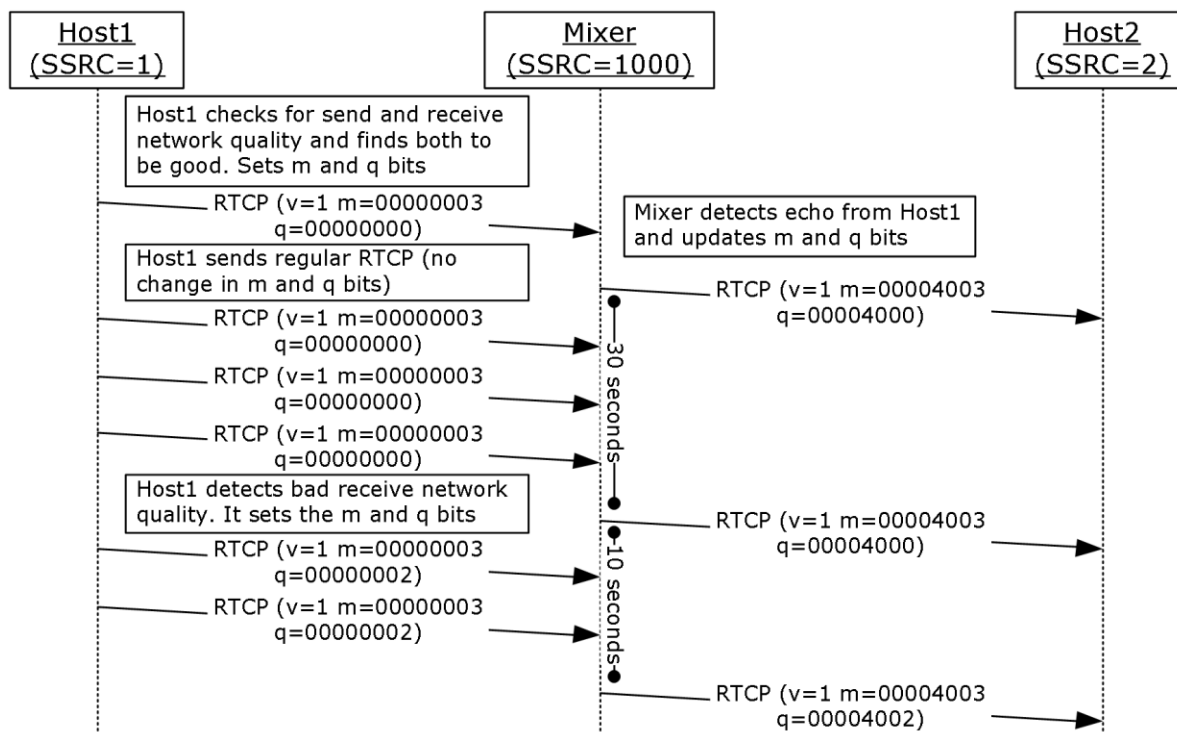 Host1
(SSRC=1)
Mixer
(SSRC=1000)
Host2
(SSRC=2)
Host1 checks for send and receive
network quality and finds both to
be good. Sets m and q bits
RTCP (v=1 m=00000003
q=00000000)
Mixer detects echo from Host1
and updates m and q bits
Host1 sends regular RTCP (no
change in m and q bits)
RTCP (v=1 m=00004003
q=00004000)
RTCP (v=1 m=00000003
q=00000000)
30 seconds
RTCP (v=1 m=00000003
q=00000000)
RTCP (v=1 m=00000003
q=00000000)
Host1 detects bad receive network
quality. It sets the m and q bits
RTCP (v=1 m=00004003
q=00004000)
RTCP (v=1 m=00000003
q=00000002)
10 seconds
RTCP (v=1 m=00000003
q=00000002)
RTCP (v=1 m=00004003
q=00004002)